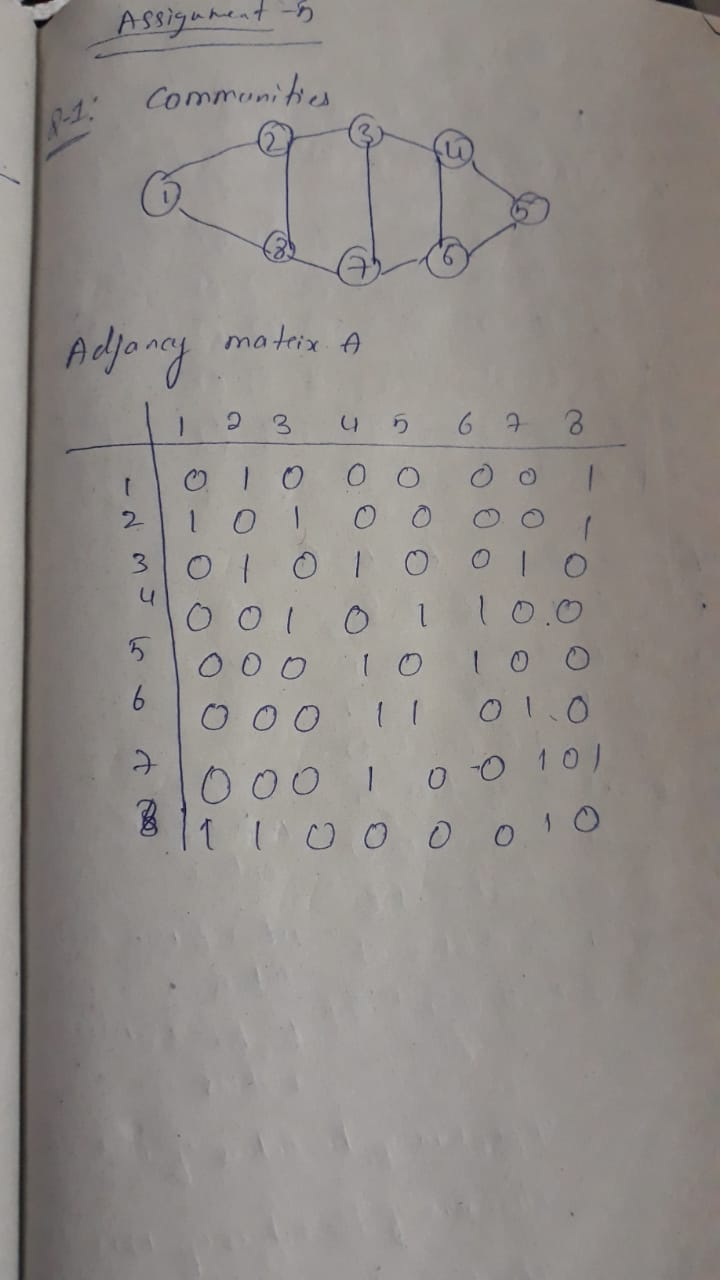 Assignment -5
Q-1: Communities
2 3 4
1 5
8 7 6
Adjancy matrix A
1 2 3 4 5 6 7 8
1 0 1 0 0 0 0 0 1
2 1 0 1 0 0 0 0 1
3 0 1 0 1 0 0 1 0
4 0 0 1 0 1 1 0.0
5 0 0 0 1 0 1 0 0
6 0 0 0 1 1 0 1.0
7 0 0 0 1 0 -0 1 0 1
8 1 1 0 0 0 0 1 0